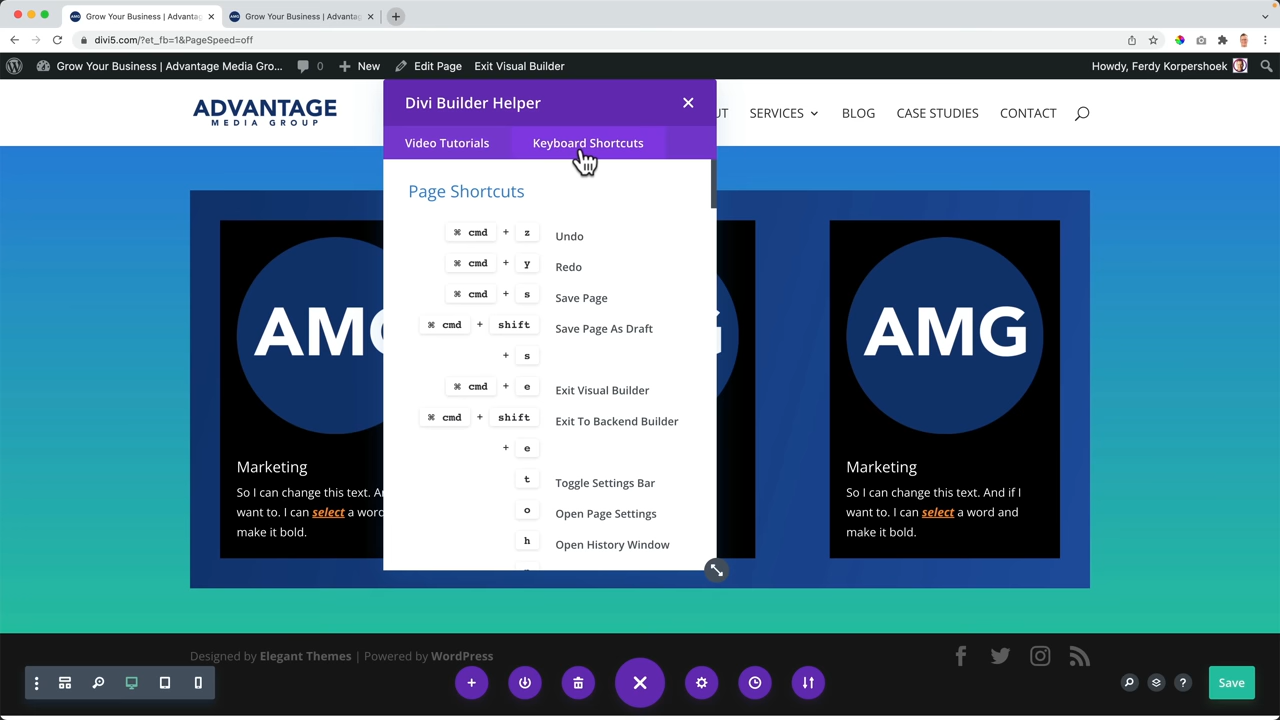 AMG Grow Your Business | Advantag
AMG Grow Your Business | Advantag
divi5.com/?et_fb=1&PageSpeed=off
Grow Your Business | Advantage Media Gro... 0 New Edit Page Exit Visual Builder Howdy, Ferdy Korpershoek
ADVANTAGE
MEDIA GROUP
UT SERVICES BLOG CASE STUDIES CONTACT
Divi Builder Helper
Video Tutorials Keyboard Shortcuts
Page Shortcuts
⌘ cmd + z Undo
⌘ cmd + y Redo
⌘ cmd + s Save Page
⌘ cmd + shift Save Page As Draft
+ s
⌘ cmd + e Exit Visual Builder
⌘ cmd + shift Exit To Backend Builder
+ e
t Toggle Settings Bar
o Open Page Settings
h Open History Window
AMG
Marketing
So I can change this text. An
want to. I can select a word
make it bold.
AMG
Marketing
So I can change this text. And if I
want to. I can select a word and
make it bold.
Designed by Elegant Themes | Powered by WordPress
Save